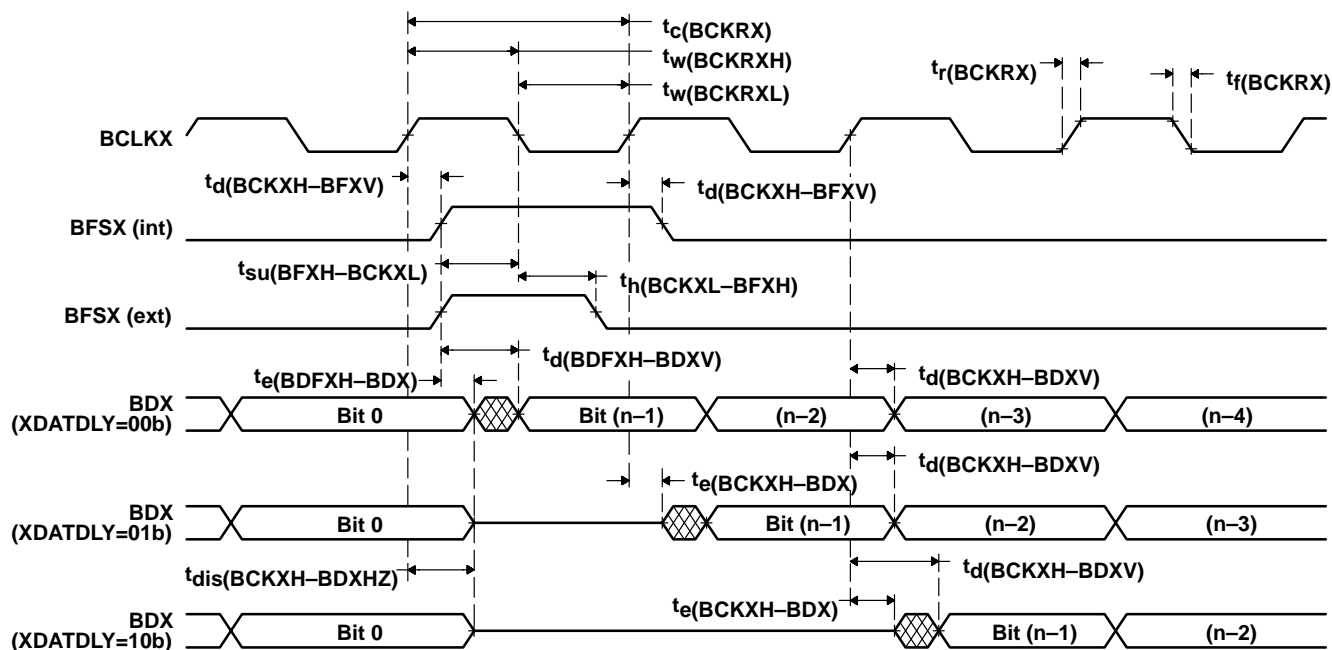 tc(BCKRX)
tw(BCKRXH)
tr(BCKRX)
tf(BCKRX)
tw(BCKRXL)
BCLKX
td(BCKXH–BFXV)
td(BCKXH–BFXV)
BFSX (int)
tsu(BFXH–BCKXL)
th(BCKXL–BFXH)
BFSX (ext)
td(BDFXH–BDXV)
te(BDFXH–BDX)
td(BCKXH–BDXV)
BDX
(XDATDLY=00b)
Bit 0
Bit (n–1)
(n–2)
(n–3)
(n–4)
td(BCKXH–BDXV)
te(BCKXH–BDX)
BDX
(XDATDLY=01b)
Bit 0
Bit (n–1)
(n–2)
(n–3)
tdis(BCKXH–BDXHZ)
td(BCKXH–BDXV)
te(BCKXH–BDX)
BDX
(XDATDLY=10b)
Bit 0
Bit (n–1)
(n–2)